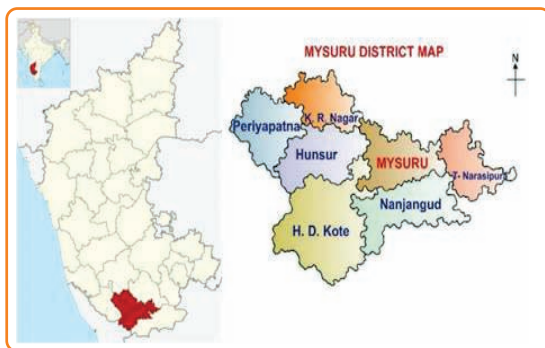 MYSURU DISTRICT MAP
N
K. R. Nagar
Periyapatna
Hunsur
MYSURU
T- Narasipura
Nanjangud
H. D. Kote